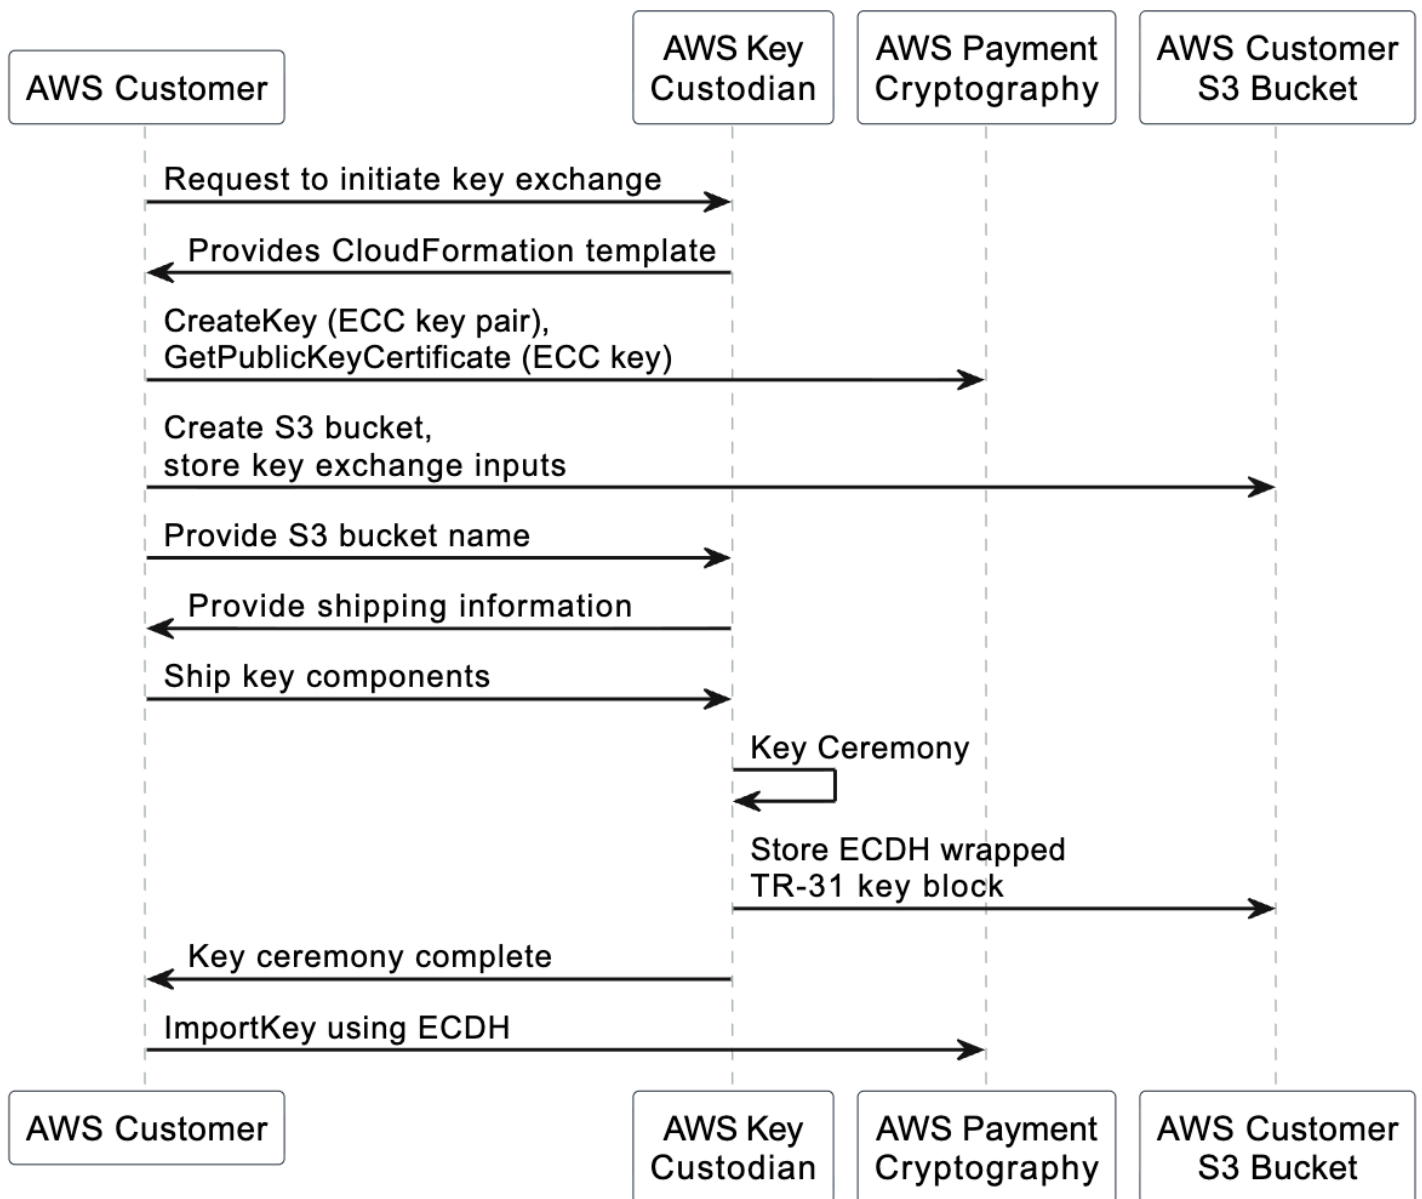 AWS Customer
AWS Key
Custodian
AWS Payment
Cryptography
AWS Customer
S3 Bucket
Request to initiate key exchange
Provides CloudFormation template
CreateKey (ECC key pair),
GetPublicKeyCertificate (ECC key)
Create S3 bucket,
store key exchange inputs
Provide S3 bucket name
Provide shipping information
Ship key components
Key Ceremony
Store ECDH wrapped
TR-31 key block
Key ceremony complete
ImportKey using ECDH
AWS Customer
AWS Key
Custodian
AWS Payment
Cryptography
AWS Customer
S3 Bucket